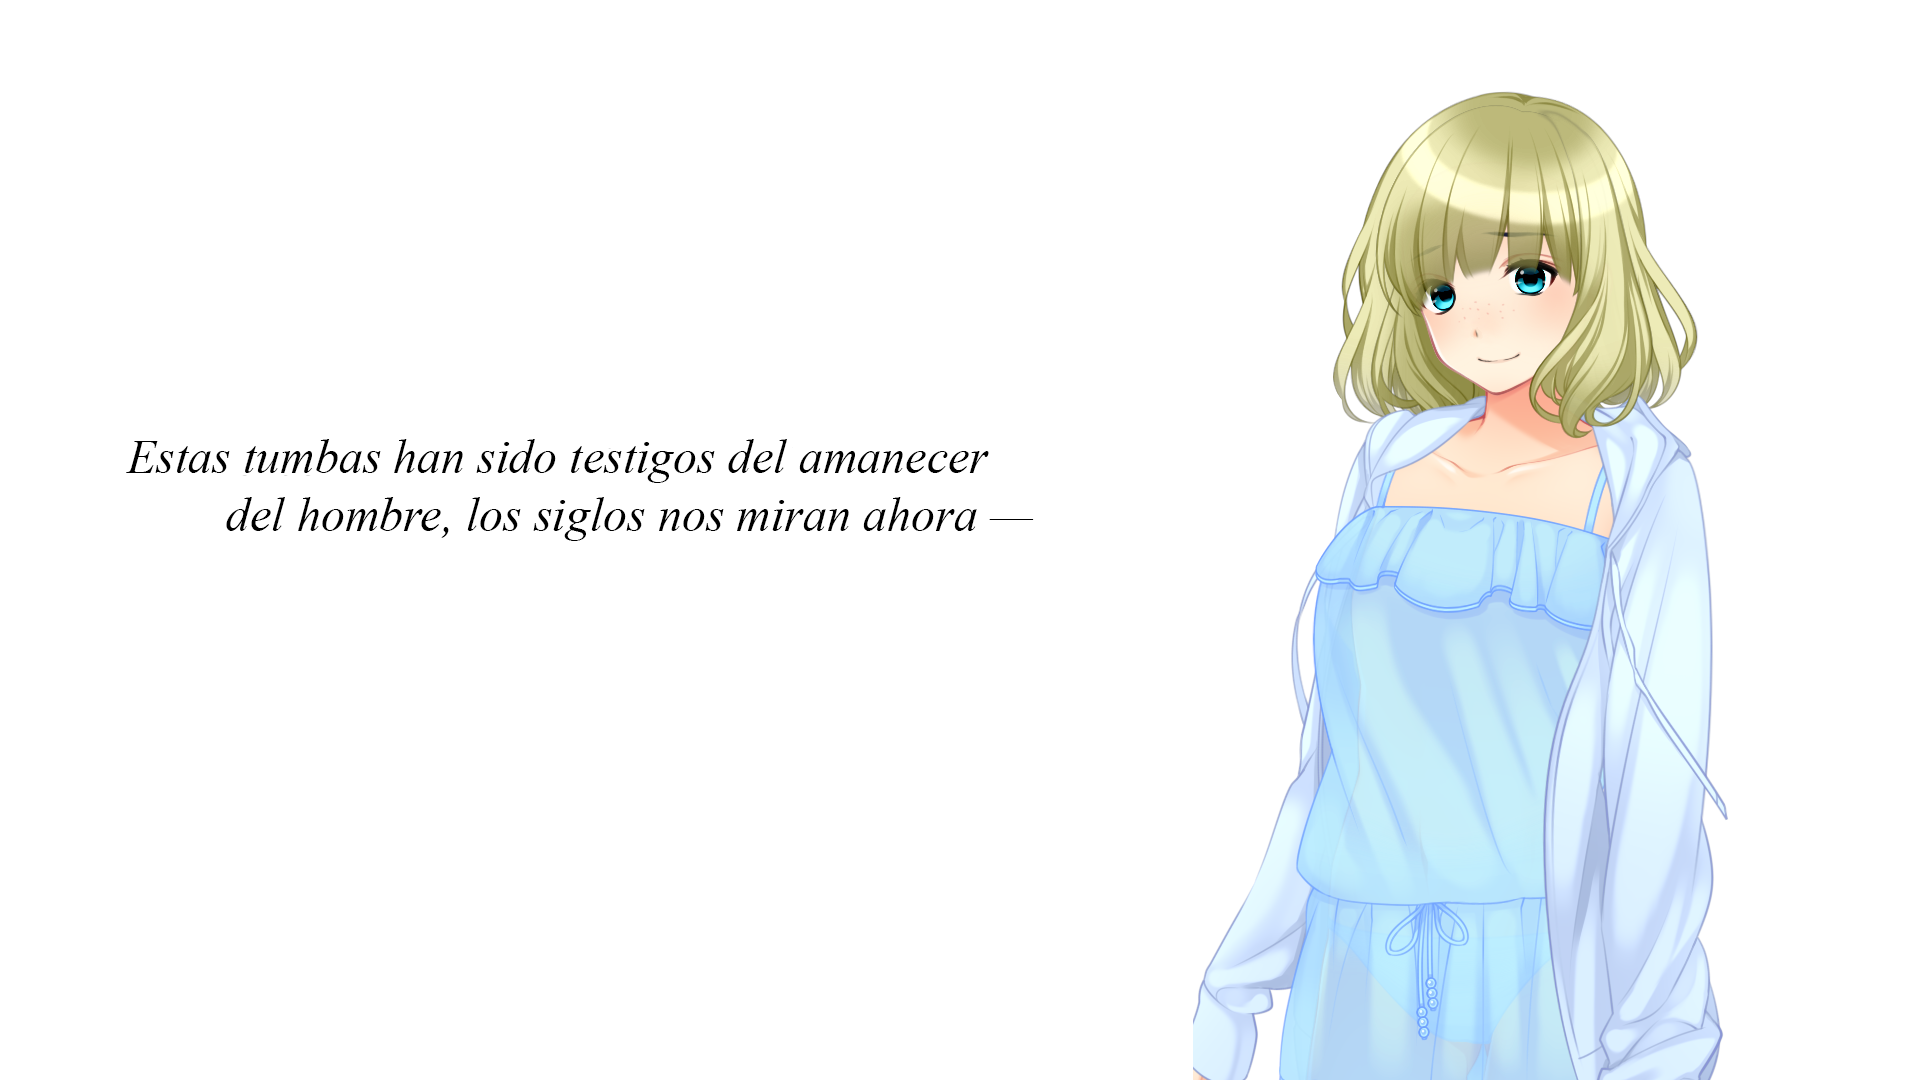 Estas tumbas han sido testigos del amanecer
del hombre, los siglos nos miran ahora —